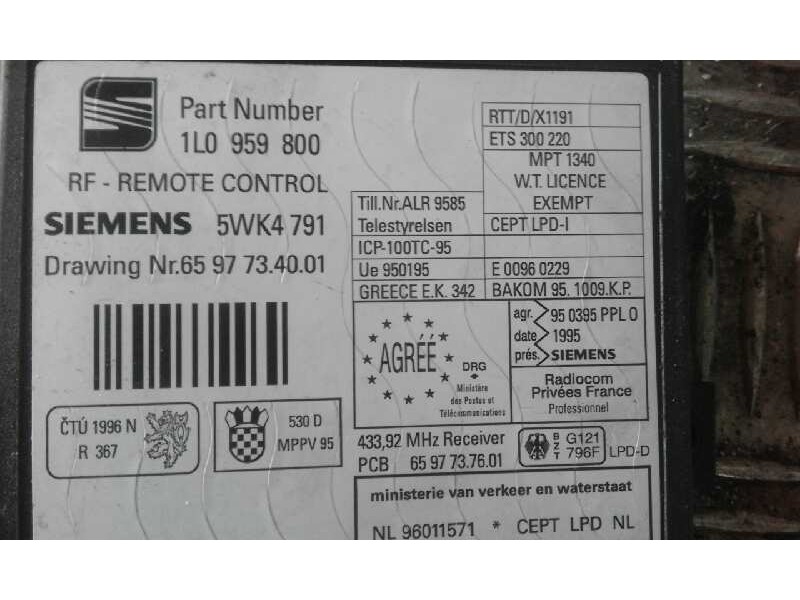 Part Number
1L0 959 800
RF - REMOTE CONTROL
SIEMENS 5WK4 791
Drawing Nr.65 97 73.40.01
ČTÚ 1996 N
R 367
530 D
MPPV 95
RTT/D/X1191
ETS 300 220
MPT 1340
W.T. LICENCE
EXEMPT
Till.Nr.ALR 9585
Telestyrelsen
CEPT LPD-I
ICP-100TC-95
Ue 950195
E 0096 0229
GREECE E.K. 342
BAKOM 95. 1009.K.P.
AGRÉÉ
DRG
Ministère
des Postes et
Télécommunications
agr. 95 0395 PPL 0
date 1995
prés. SIEMENS
Radiocom
Privées France
Professionnel
433,92 MHz Receiver
PCB 65 97 73.76.01
BZT
G121
796F
LPD-D
ministerie van verkeer en waterstaat
NL 96011571 * CEPT LPD NL